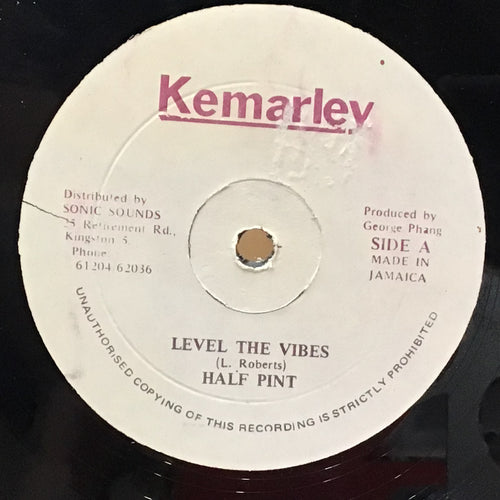 Kemarley
Distributed by
SONIC SOUNDS
25 Retirement Rd.,
Kingston 5.
Phone:
61204 62036
Produced by
George Phang
SIDE A
MADE IN
JAMAICA
LEVEL THE VIBES
(L. Roberts)
HALF PINT
UNAUTHORISED COPYING OF THIS RECORDING IS STRICTLY PROHIBITED